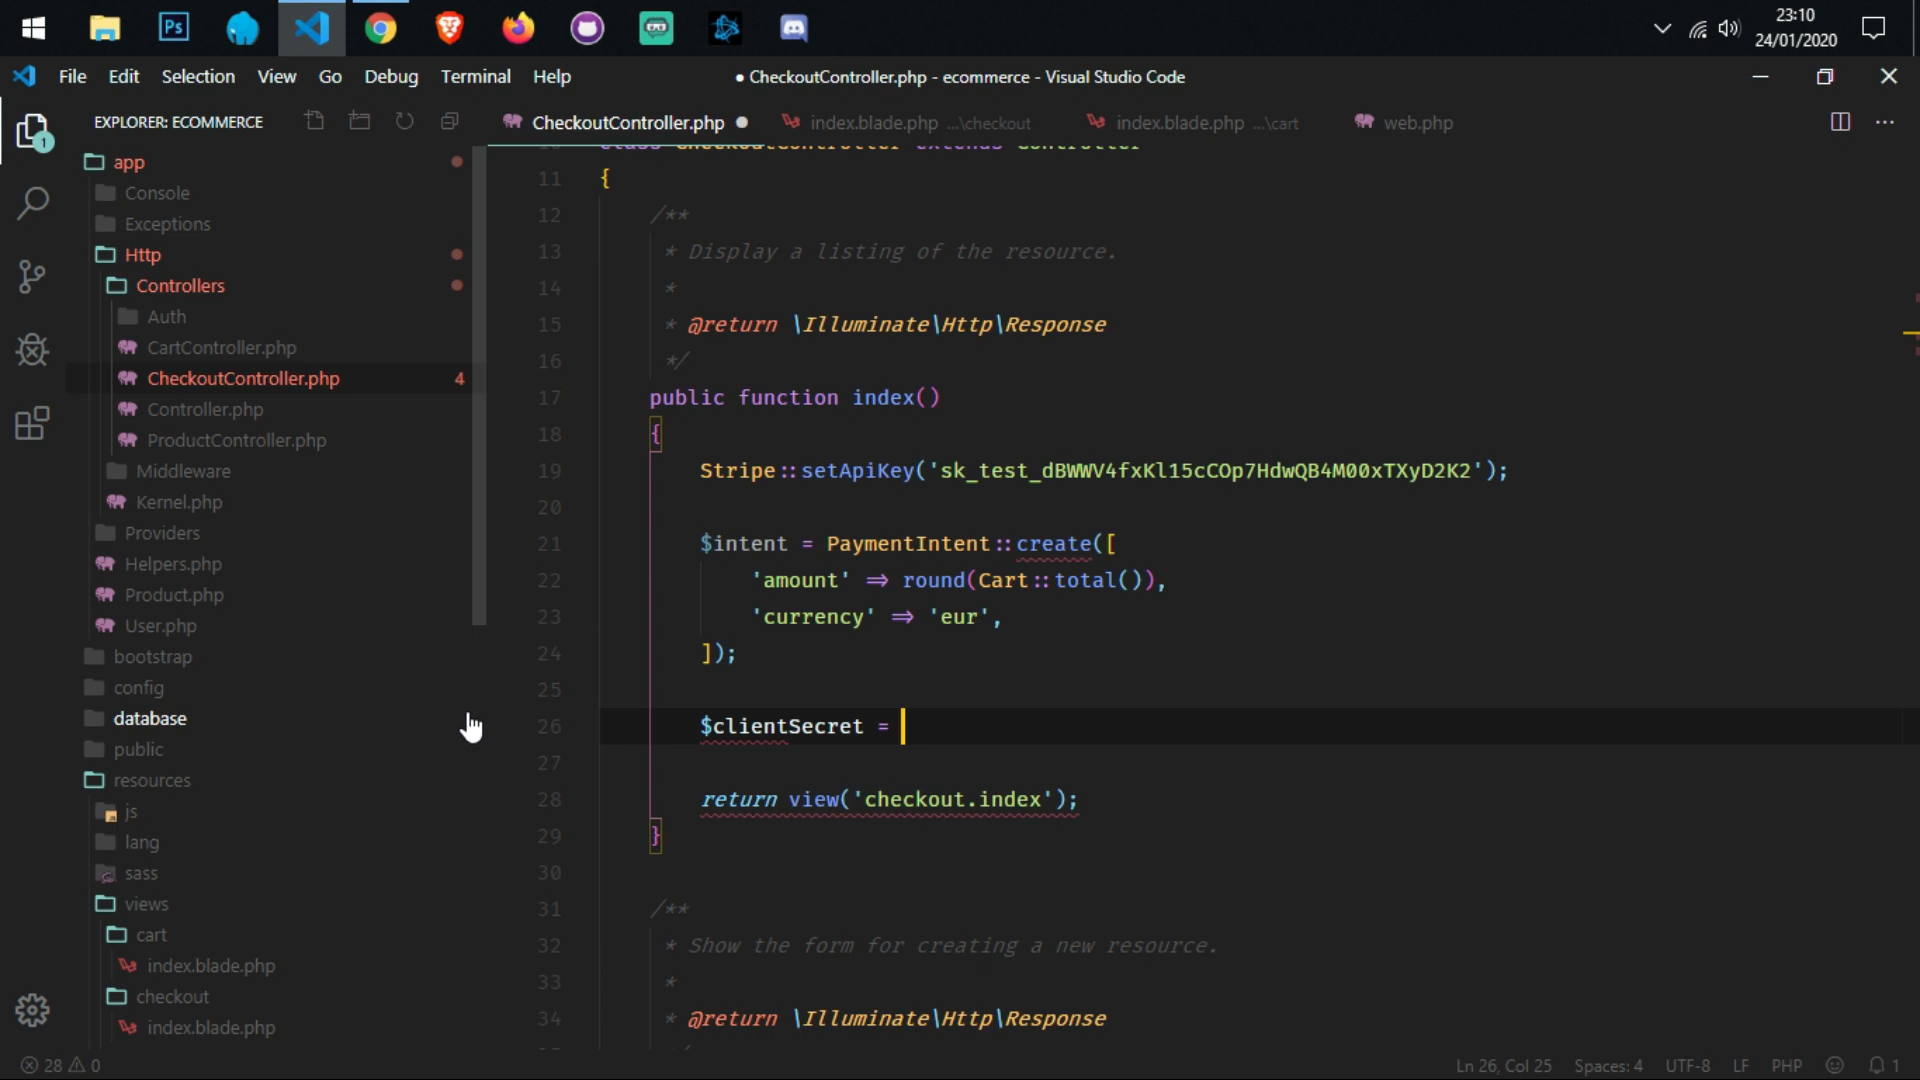 23:10
24/01/2020
File Edit Selection View Go Debug Terminal Help
● CheckoutController.php - ecommerce - Visual Studio Code
EXPLORER: ECOMMERCE
CheckoutController.php ●
index.blade.php ...\checkout
index.blade.php ...\cart
web.php
1
app
Console
Exceptions
Http
Controllers
Auth
CartController.php
CheckoutController.php 4
Controller.php
ProductController.php
Middleware
Kernel.php
Providers
Helpers.php
Product.php
User.php
bootstrap
config
database
public
resources
js
lang
sass
views
cart
index.blade.php
checkout
index.blade.php
11 {
12 /**
13 * Display a listing of the resource.
14 *
15 * @return \Illuminate\Http\Response
16 */
17 public function index()
18 {
19 Stripe::setApiKey('sk_test_dBWWV4fxKl15cCOp7HdwQB4M00xTXyD2K2');
20
21 $intent = PaymentIntent::create([
22 'amount' => round(Cart::total()),
23 'currency' => 'eur',
24 ]);
25
26 $clientSecret =
27
28 return view('checkout.index');
29 }
30
31 /**
32 * Show the form for creating a new resource.
33 *
34 * @return \Illuminate\Http\Response
28 0
Ln 26, Col 25 Spaces: 4 UTF-8 LF PHP 1